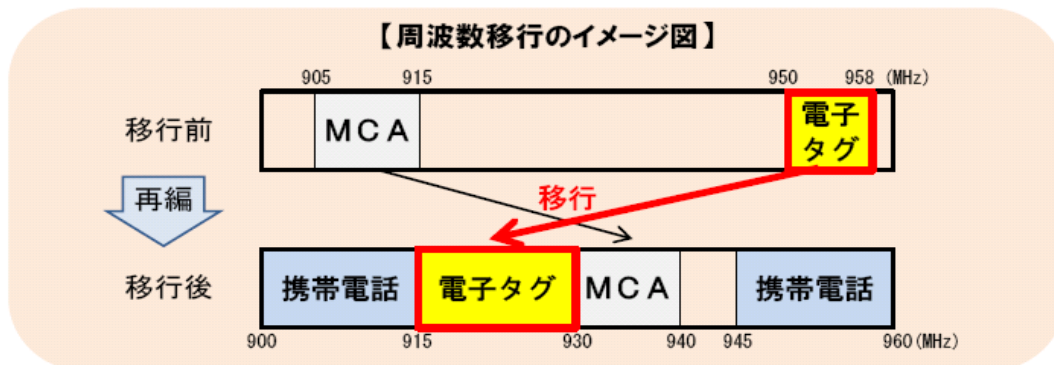 【周波数移行のイメージ図】
905 915 950 958 (MHz)
移行前
MCA
電子
タグ
再編
移行
移行後
携帯電話
電子タグ
MCA
携帯電話
900 915 930 940 945 960(MHz)